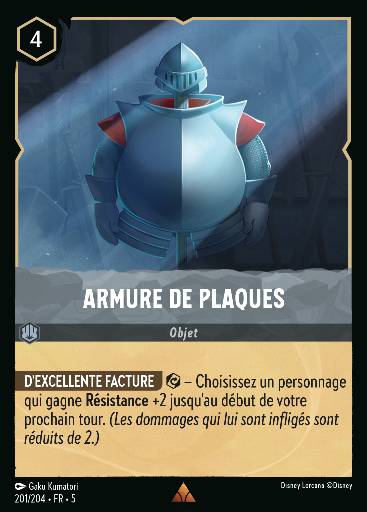 4
ARMURE DE PLAQUES
Objet
D'EXCELLENTE FACTURE – Choisissez un personnage
qui gagne Résistance +2 jusqu'au début de votre
prochain tour. (Les dommages qui lui sont infligés sont
réduits de 2.)
Gaku Kumatori
Disney Lorcana ©Disney
201/204 • FR • 5